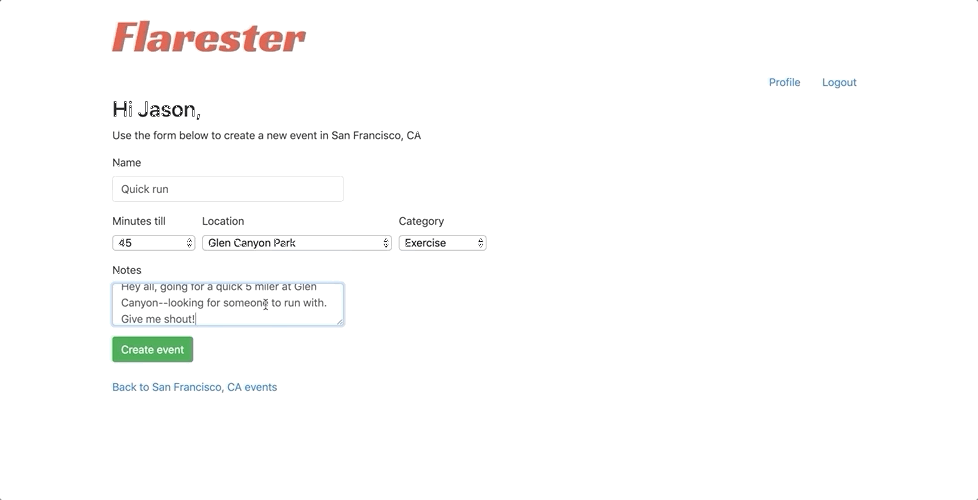 Flarester
Profile Logout
Hi Jason,
Use the form below to create a new event in San Francisco, CA
Name
Quick run
Minutes till Location Category
45 Glen Canyon Park Exercise
Notes
Hey all, going for a quick 5 miler at Glen
Canyon--looking for someone to run with.
Give me shout!
Create event
Back to San Francisco, CA events